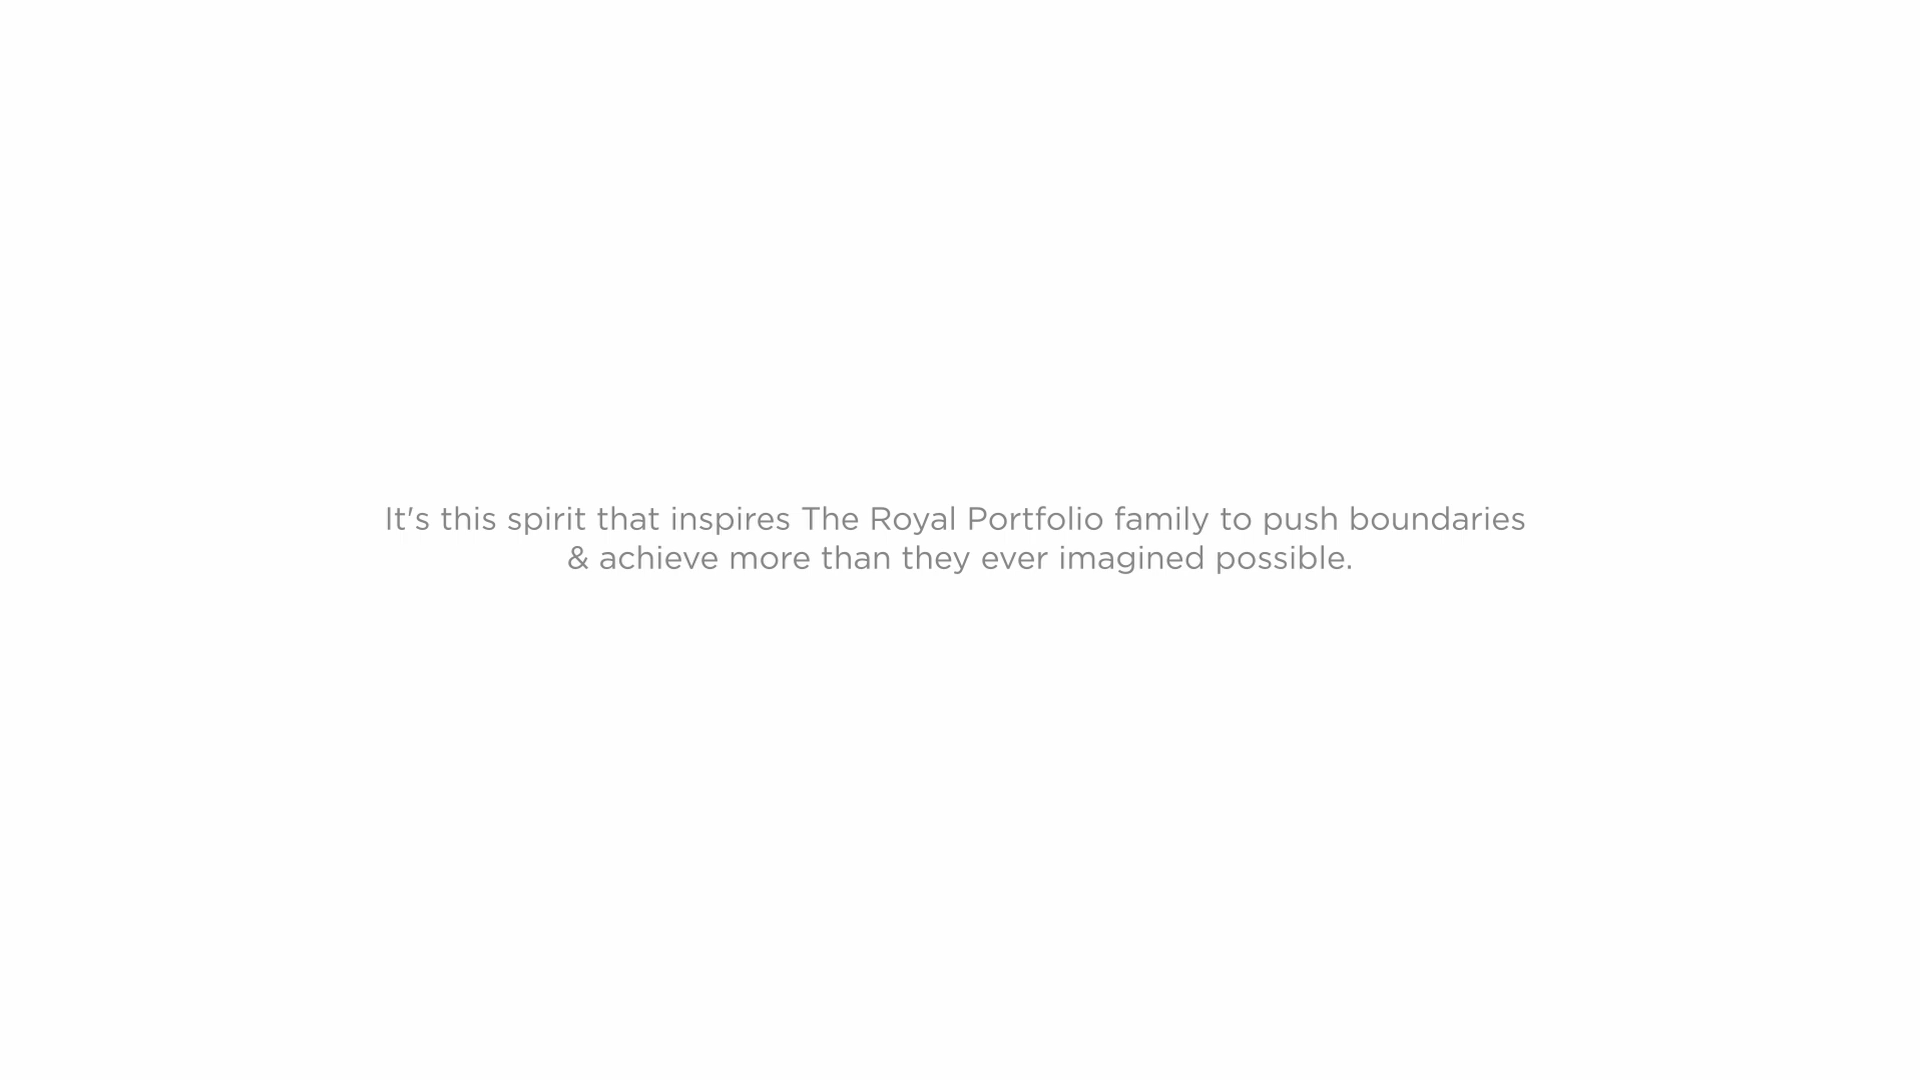 It's this spirit that inspires The Royal Portfolio family to push boundaries
& achieve more than they ever imagined possible.